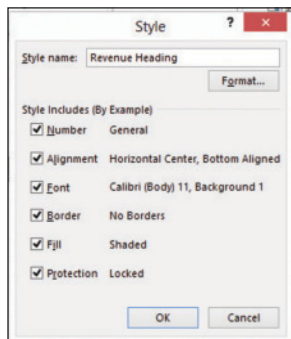 Style ? ×
Style name: Revenue Heading
Format...
Style Includes (By Example)
Number General
Alignment Horizontal Center, Bottom Aligned
Font Calibri (Body) 11, Background 1
Border No Borders
Fill Shaded
Protection Locked
OK Cancel